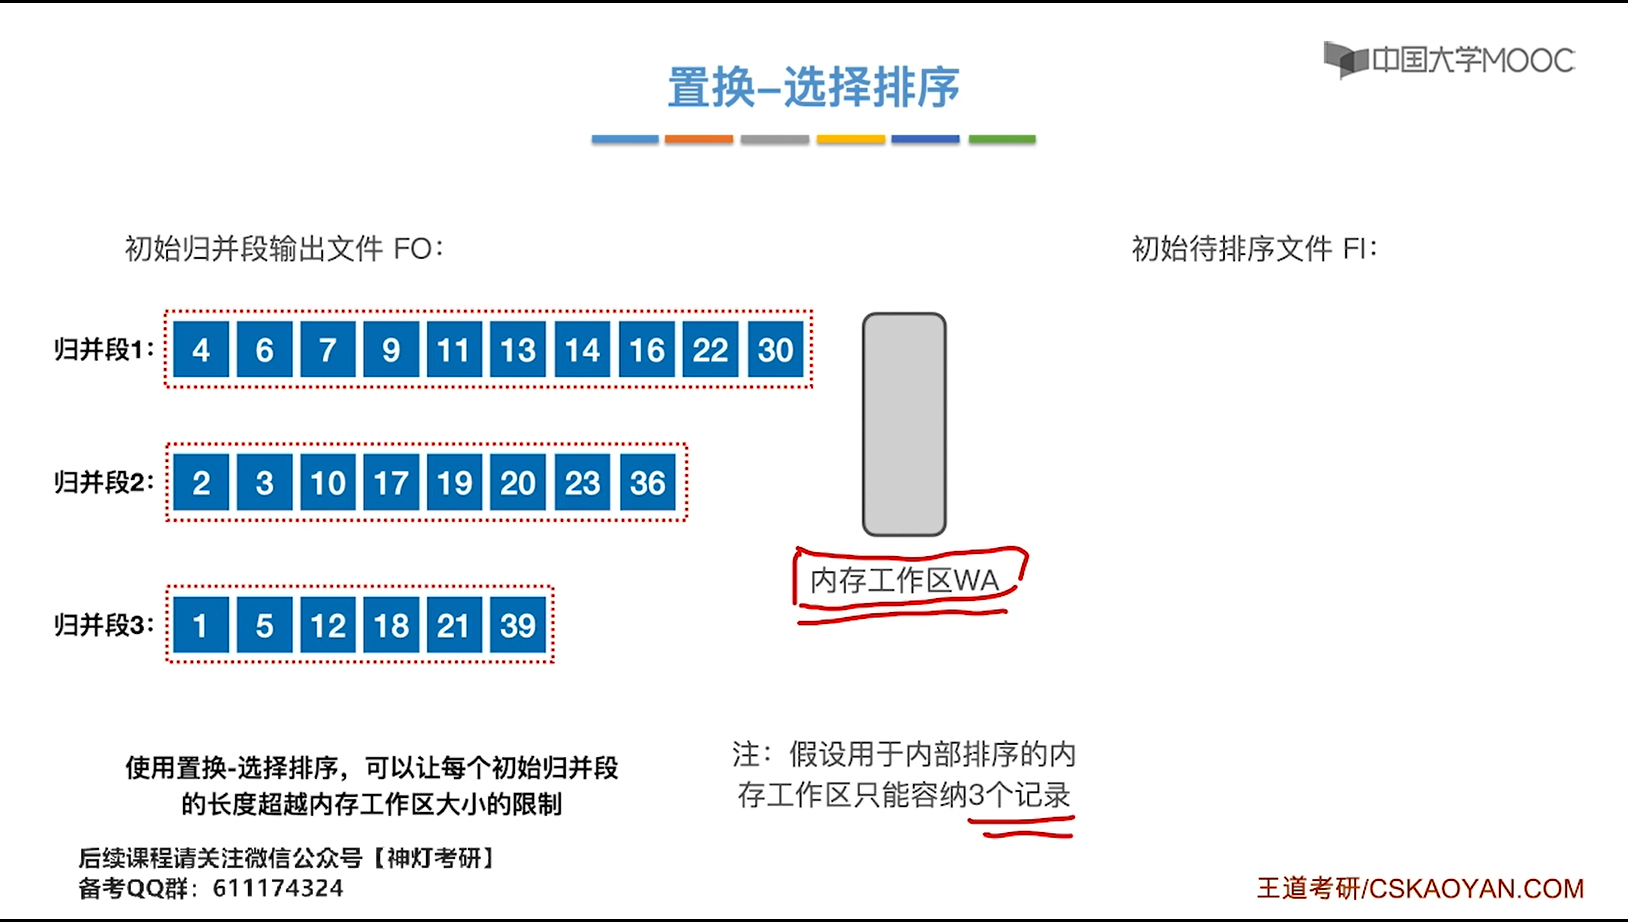 中国大学MOOC
置换–选择排序
初始归并段输出文件 FO：
初始待排序文件 FI：
归并段1： 4 6 7 9 11 13 14 16 22 30
归并段2： 2 3 10 17 19 20 23 36
归并段3： 1 5 12 18 21 39
内存工作区WA
使用置换-选择排序，可以让每个初始归并段
的长度超越内存工作区大小的限制
注：假设用于内部排序的内
存工作区只能容纳3个记录
后续课程请关注微信公众号【神灯考研】
备考QQ群：611174324
王道考研/CSKAOYAN.COM